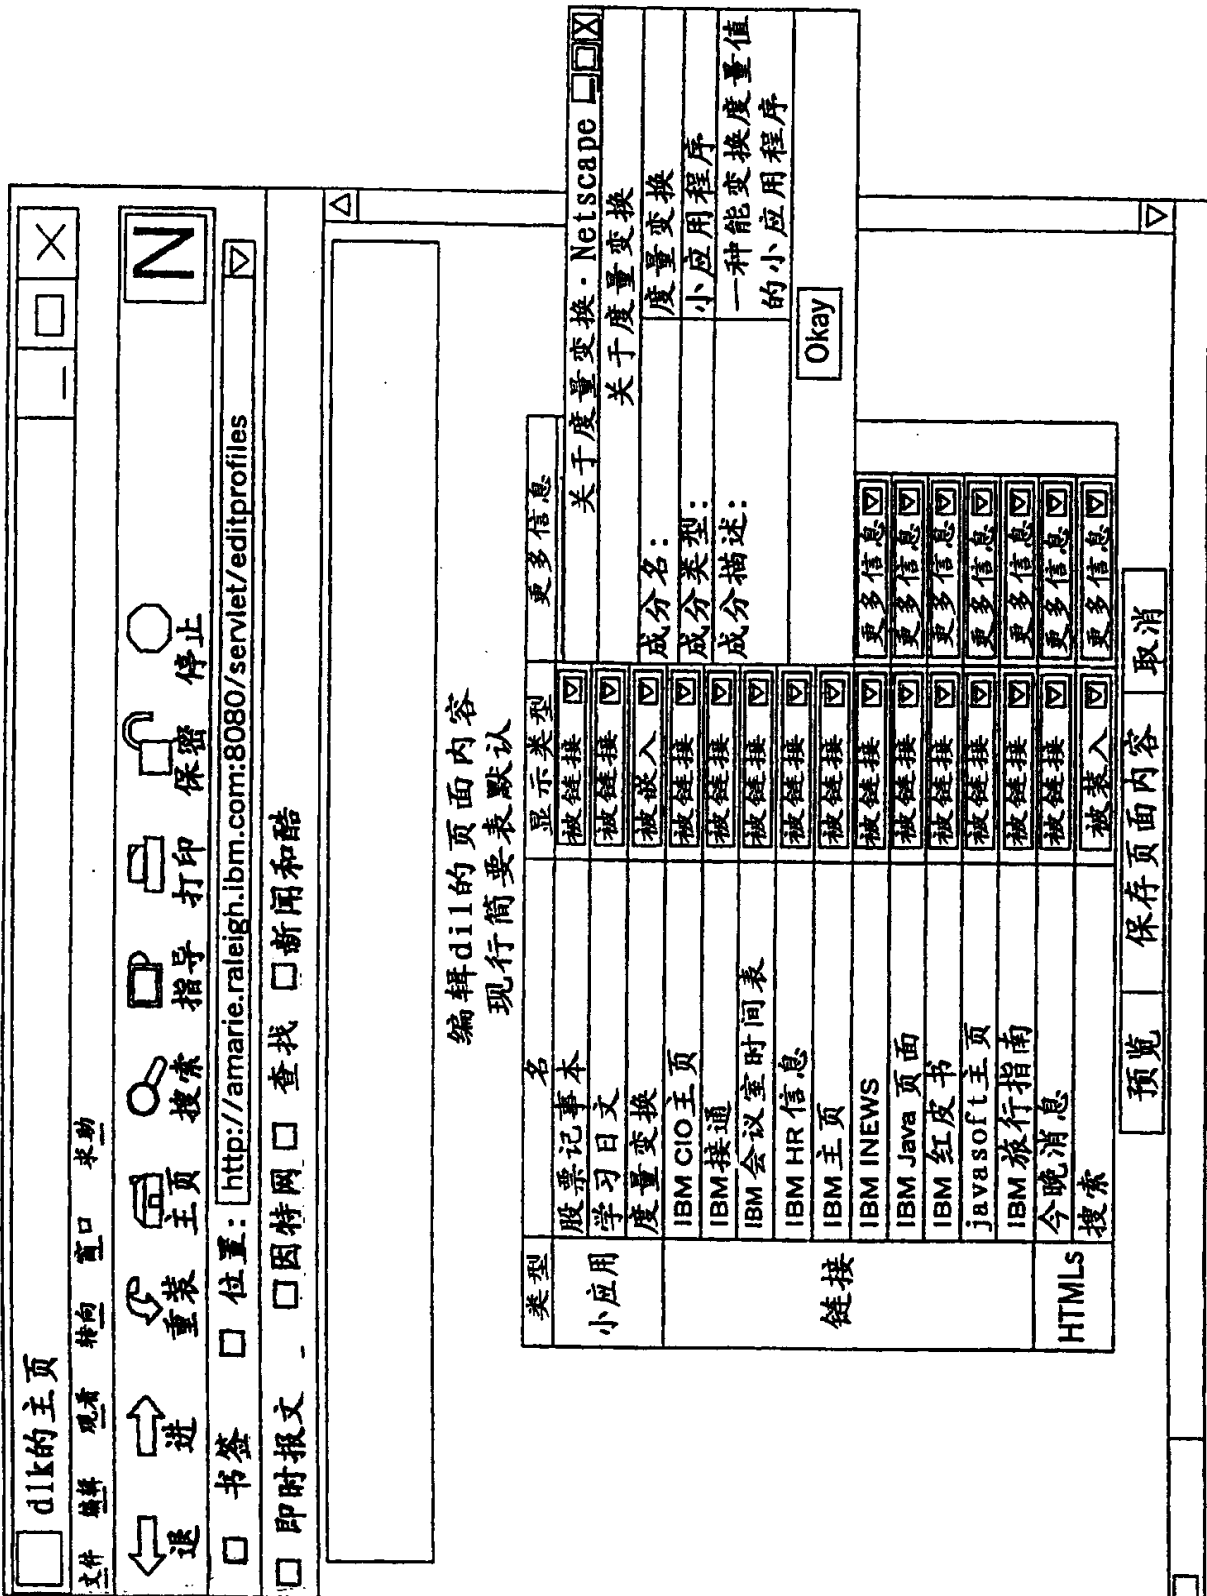 dlk的主页
文件 编辑 观看 转向 窗口 求助
退 进 重装 主页 搜索 指导 打印 保密 停止
N
书签 位置: http://amarie.raleigh.ibm.com:8080/servlet/editprofiles
即时报文 因特网 查找 新闻和酷
编辑dil的页面内容
现行简要表默认
类型 名 显示类型 更多信息
小应用 股票记事本 被链接
学习日文 被链接
度量变换 被嵌入
链接 IBM CIO 主页 被链接
IBM 接通 被链接
IBM 会议室时间表 被链接
IBM HR 信息 被链接
IBM 主页 被链接
IBM INEWS 被链接 更多信息
IBM Java 页面 被链接 更多信息
IBM 红皮书 被链接 更多信息
javasoft主页 被链接 更多信息
IBM 旅行指南 被链接 更多信息
HTMLs 今晚消息 被链接 更多信息
搜索 被装入 更多信息
预览 保存页面内容 取消
关于度量变换·Netscape
关于度量变换
成分名: 度量变换
成分类型: 小应用程序
成分描述: 一种能变换度量值
的小应用程序
Okay